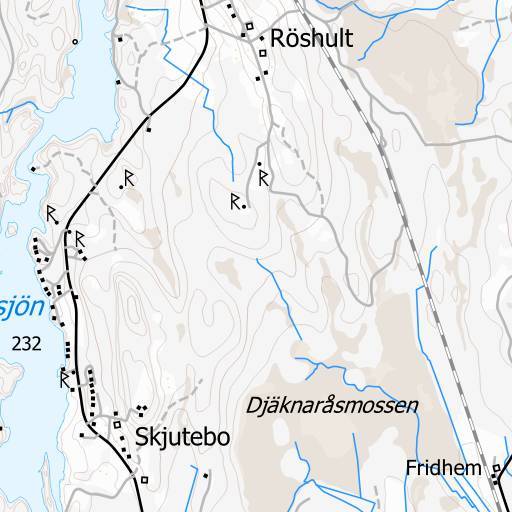 Röshult
R
R
R
R
R
sjön
232
R
Djäknaråsmossen
Skjutebo
Fridhem